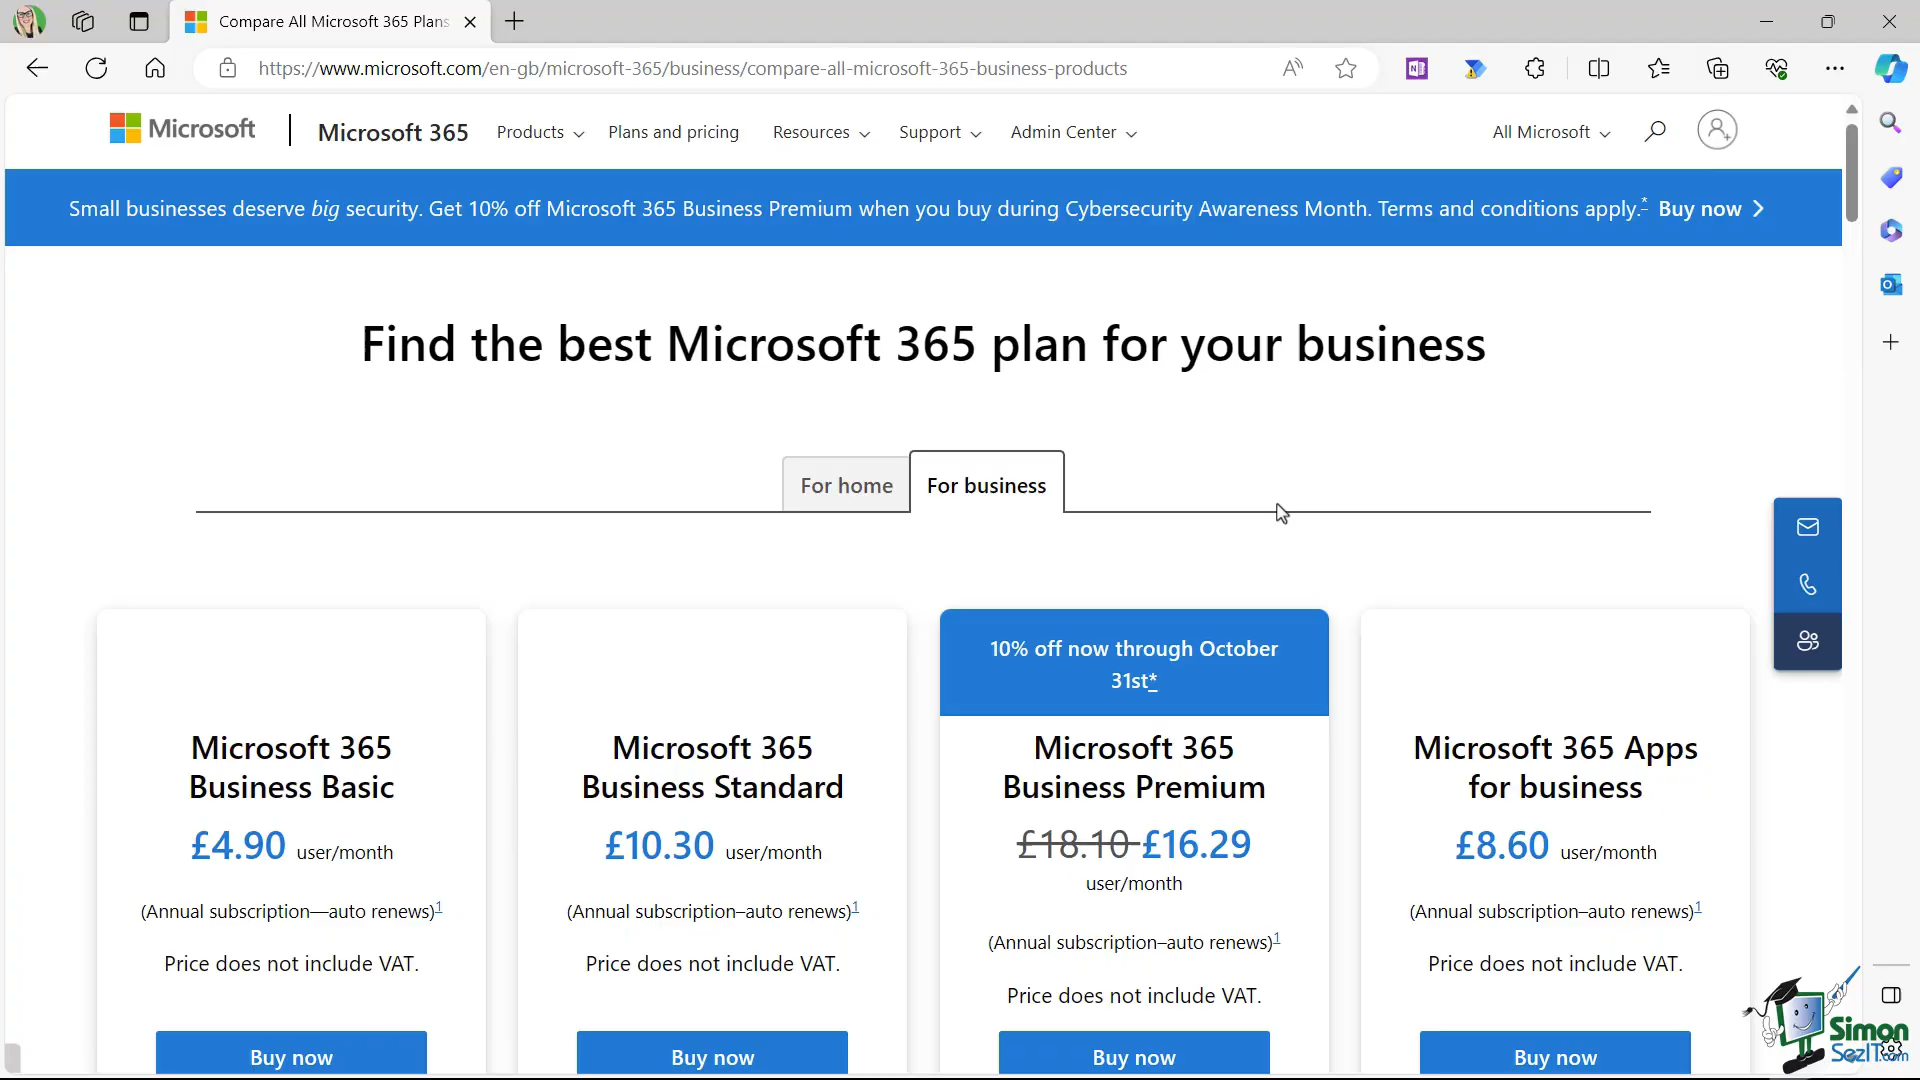 Compare All Microsoft 365 Plans
https://www.microsoft.com/en-gb/microsoft-365/business/compare-all-microsoft-365-business-products
Microsoft Microsoft 365 Products Plans and pricing Resources Support Admin Center All Microsoft
Small businesses deserve big security. Get 10% off Microsoft 365 Business Premium when you buy during Cybersecurity Awareness Month. Terms and conditions apply.* Buy now
Find the best Microsoft 365 plan for your business
For home For business
10% off now through October
31st*
Microsoft 365
Business Basic
£4.90 user/month
(Annual subscription—auto renews)1
Price does not include VAT.
Buy now
Microsoft 365
Business Standard
£10.30 user/month
(Annual subscription–auto renews)1
Price does not include VAT.
Buy now
Microsoft 365
Business Premium
£18.10 £16.29
user/month
(Annual subscription–auto renews)1
Price does not include VAT.
Buy now
Microsoft 365 Apps
for business
£8.60 user/month
(Annual subscription–auto renews)1
Price does not include VAT.
Buy now
Simon
SezIT.com